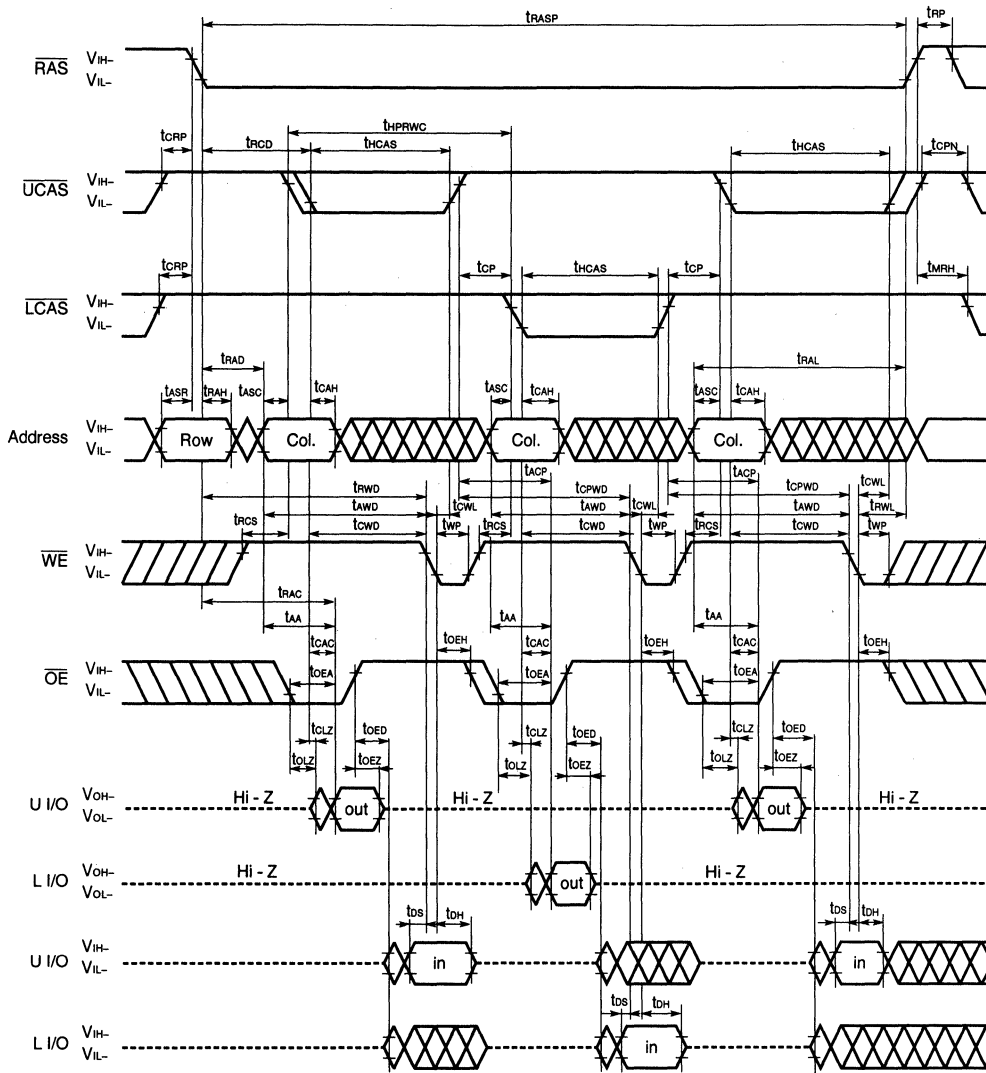 tRASP
tRP
RAS
VIH–
VIL–
tHPRWC
tCRP
tRCD
tHCAS
tHCAS
tCPN
UCAS
VIH–
VIL–
tCRP
tCP
tHCAS
tCP
tMRH
LCAS
VIH–
VIL–
tRAD
tRAL
tASR
tRAH
tASC
tCAH
tASC
tCAH
tASC
tCAH
Address
VIH–
VIL–
Row
Col.
Col.
Col.
tACP
tACP
tRWD
tCPWD
tCWL
tAWD
tCWL
tAWD
tCWL
tAWD
tRWL
tRCS
tCWD
tWP
tRCS
tCWD
tWP
tRCS
tCWD
tWP
WE
VIH–
VIL–
tRAC
tAA
tAA
tAA
tCAC
tOEH
tCAC
tOEH
tCAC
tOEH
OE
VIH–
VIL–
tOEA
tOEA
tOEA
tCLZ
tOED
tCLZ
tOED
tCLZ
tOED
tOLZ
tOEZ
tOLZ
tOEZ
tOLZ
tOEZ
U I/O
VOH–
VOL–
Hi - Z
out
Hi - Z
Hi - Z
out
Hi - Z
L I/O
VOH–
VOL–
Hi - Z
out
Hi - Z
tDS
tDH
tDS
tDH
U I/O
VIH–
VIL–
in
in
tDS
tDH
L I/O
VIH–
VIL–
in